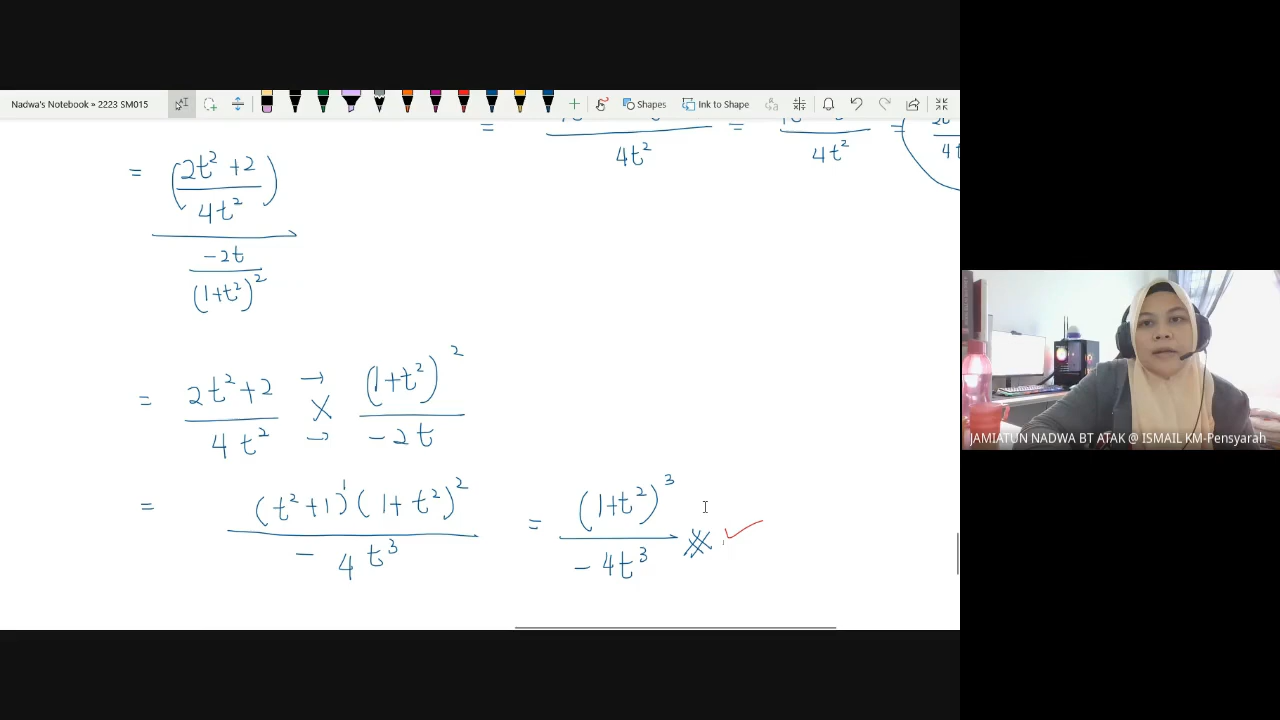 Nadwa's Notebook » 2223 SM015
Shapes
Ink to Shape
= 4t² = 4t² =
= (2t² + 2 / 4t²) / (-2t / (1+t²)²)
= 2t² + 2 / 4t² × (1+t²)² / -2t
= (t² + 1)¹ (1 + t²)² / - 4t³ = (1+t²)³ / - 4t³
JAMIATUN NADWA BT ATAK @ ISMAIL KM-Pensyarah